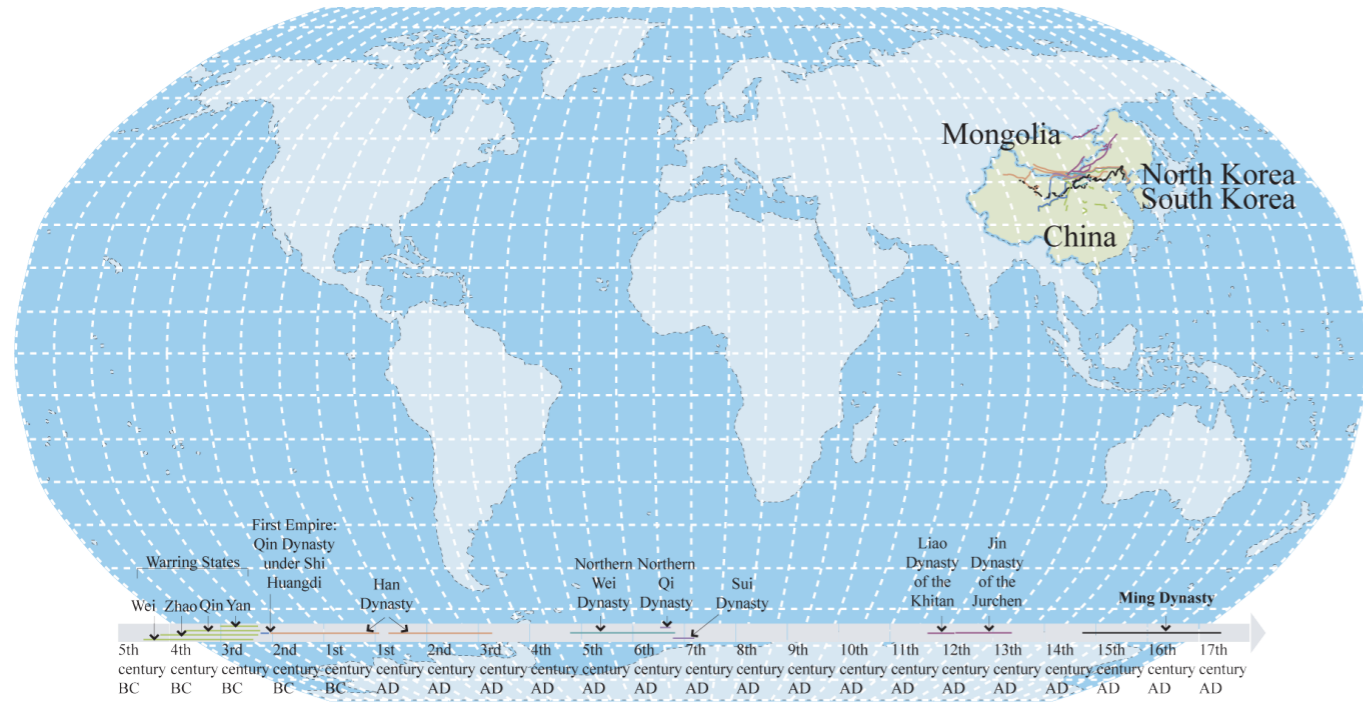 Mongolia
North Korea
South Korea
China
First Empire:
Qin Dynasty
under Shi
Huangdi
Warring States
Wei
Zhao
Qin
Yan
Han
Dynasty
Northern
Wei
Dynasty
Northern
Qi
Dynasty
Sui
Dynasty
Liao
Dynasty
of the
Khitan
Jin
Dynasty
of the
Jurchen
Ming Dynasty
5th
century
BC
4th
century
BC
3rd
century
BC
2nd
century
BC
1st
century
BC
1st
century
AD
2nd
century
AD
3rd
century
AD
4th
century
AD
5th
century
AD
6th
century
AD
7th
century
AD
8th
century
AD
9th
century
AD
10th
century
AD
11th
century
AD
12th
century
AD
13th
century
AD
14th
century
AD
15th
century
AD
16th
century
AD
17th
century
AD